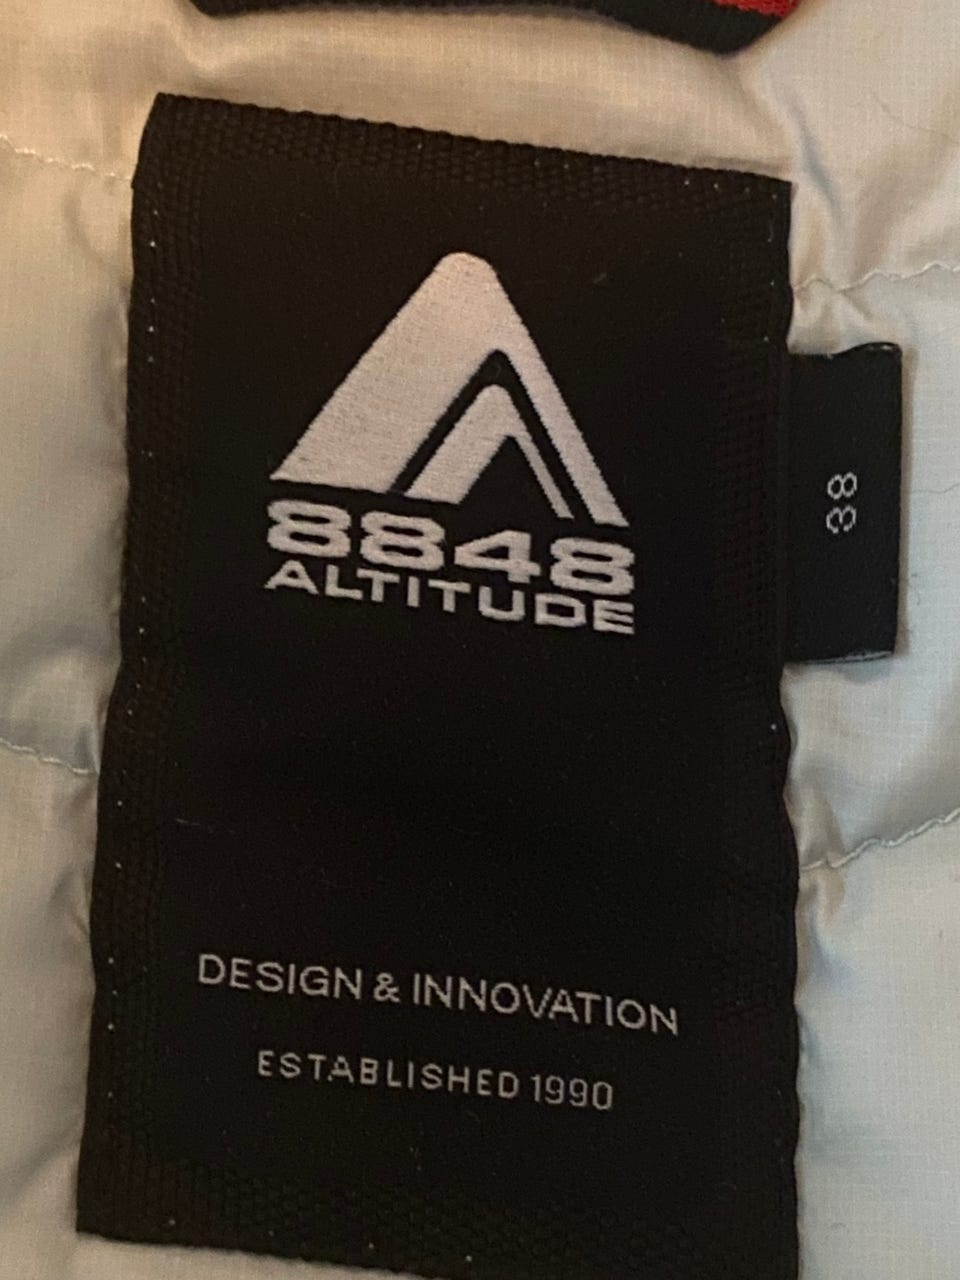 8848
ALTITUDE
38
DESIGN & INNOVATION
ESTABLISHED 1990